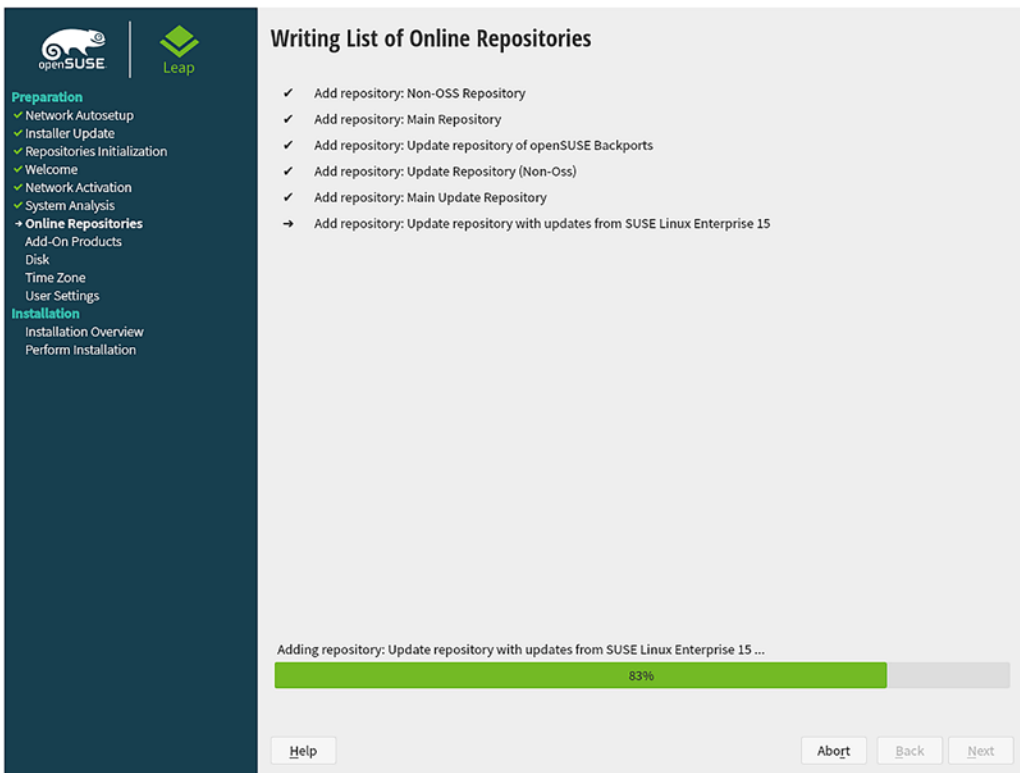 openSUSE
Leap
Preparation
✓ Network Autosetup
✓ Installer Update
✓ Repositories Initialization
✓ Welcome
✓ Network Activation
✓ System Analysis
→ Online Repositories
Add-On Products
Disk
Time Zone
User Settings
Installation
Installation Overview
Perform Installation
Writing List of Online Repositories
✔ Add repository: Non-OSS Repository
✔ Add repository: Main Repository
✔ Add repository: Update repository of openSUSE Backports
✔ Add repository: Update Repository (Non-Oss)
✔ Add repository: Main Update Repository
→ Add repository: Update repository with updates from SUSE Linux Enterprise 15
Adding repository: Update repository with updates from SUSE Linux Enterprise 15 ...
83%
Help
Abort
Back
Next